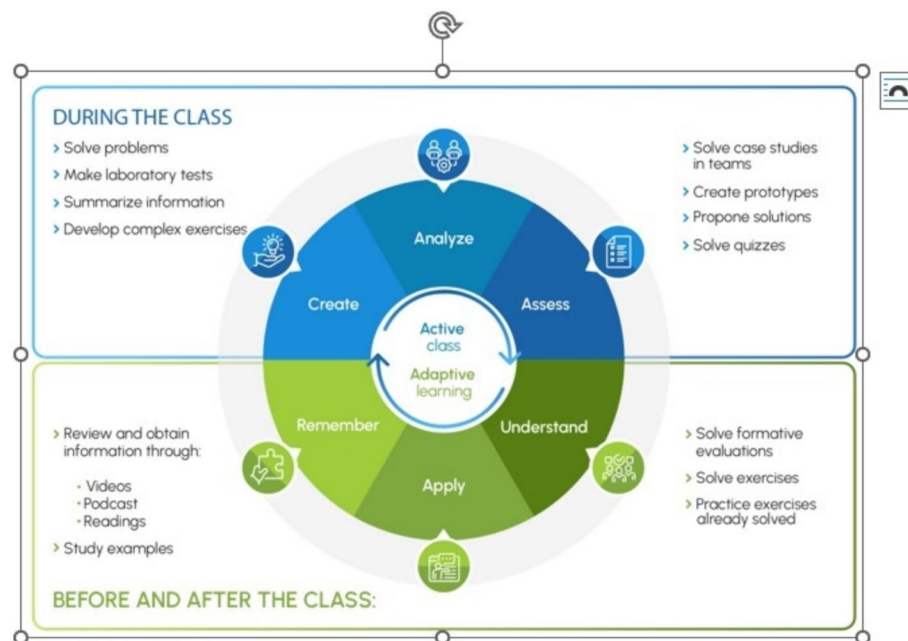 DURING THE CLASS
> Solve problems
> Make laboratory tests
> Summarize information
> Develop complex exercises
> Solve case studies
in teams
> Create prototypes
> Propone solutions
> Solve quizzes
Analyze
Create
Assess
Active
class
Adaptive
learning
Remember
Understand
Apply
> Review and obtain
information through:
• Videos
• Podcast
• Readings
> Study examples
> Solve formative
evaluations
> Solve exercises
> Practice exercises
already solved
BEFORE AND AFTER THE CLASS: